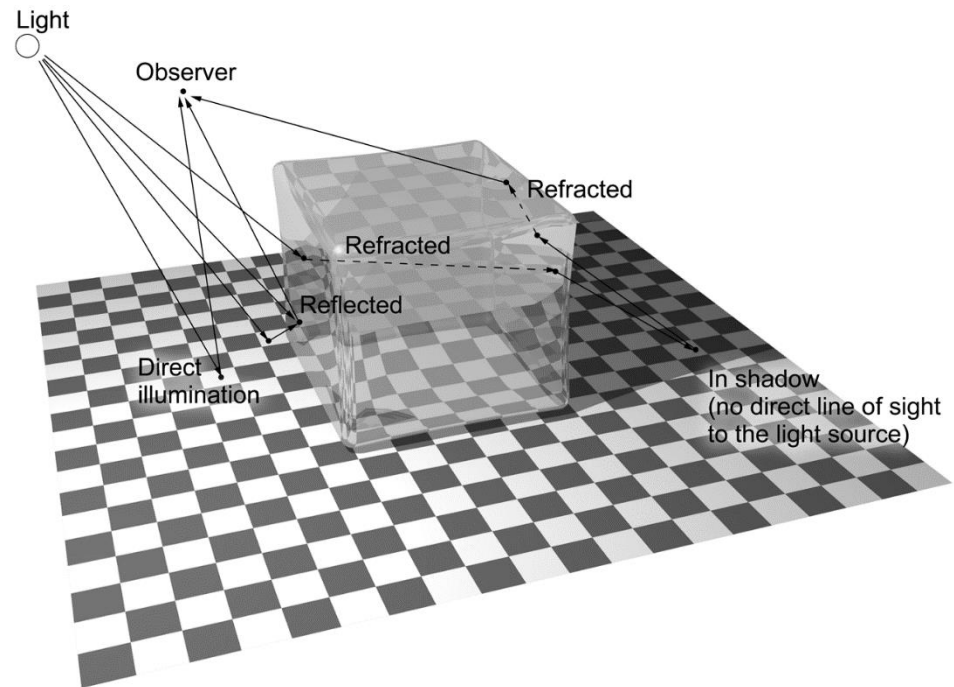 Light
Observer
Refracted
Refracted
Reflected
Direct
illumination
In shadow
(no direct line of sight
to the light source)